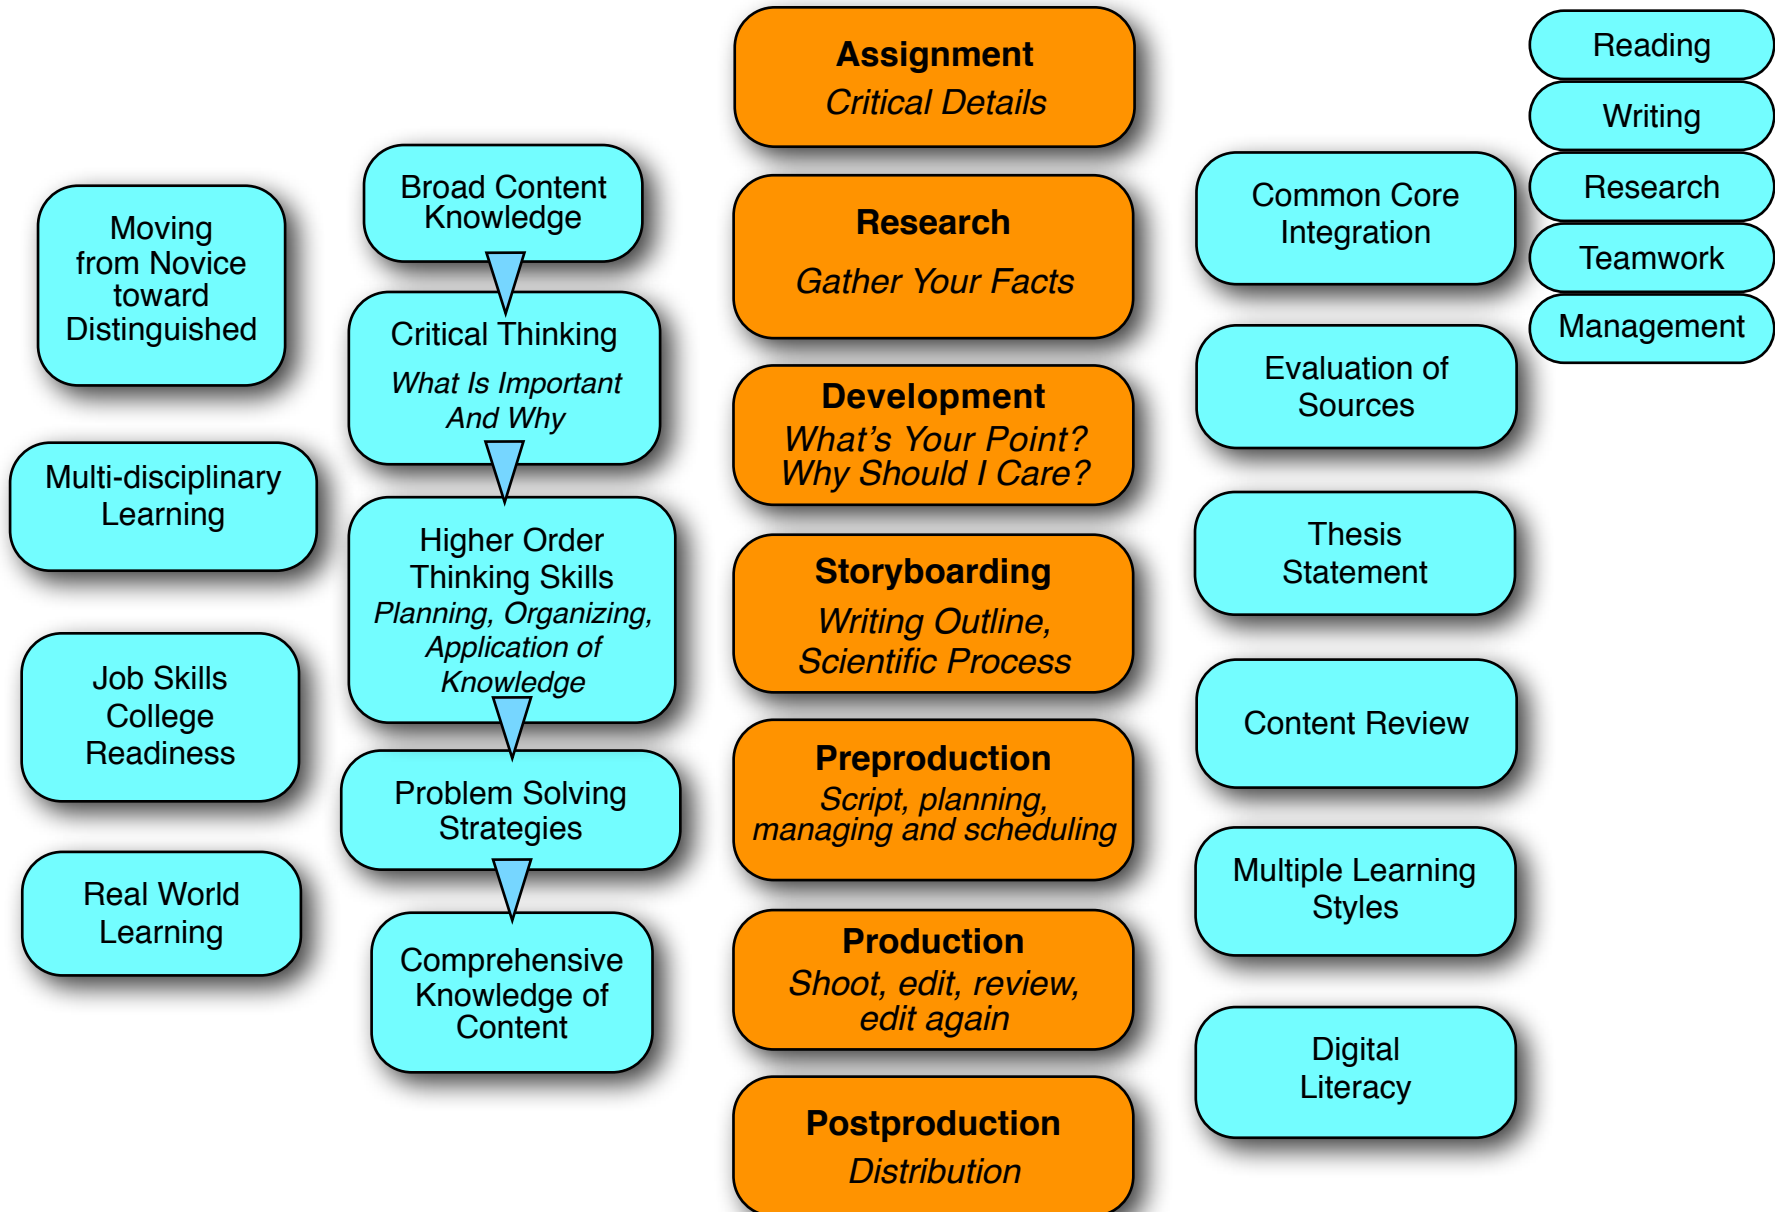 Moving
from Novice
toward
Distinguished
Multi-disciplinary
Learning
Job Skills
College
Readiness
Real World
Learning
Broad Content
Knowledge
Critical Thinking
What Is Important
And Why
Higher Order
Thinking Skills
Planning, Organizing,
Application of
Knowledge
Problem Solving
Strategies
Comprehensive
Knowledge of
Content
Assignment
Critical Details
Research
Gather Your Facts
Development
What's Your Point?
Why Should I Care?
Storyboarding
Writing Outline,
Scientific Process
Preproduction
Script, planning,
managing and scheduling
Production
Shoot, edit, review,
edit again
Postproduction
Distribution
Common Core
Integration
Evaluation of
Sources
Thesis
Statement
Content Review
Multiple Learning
Styles
Digital
Literacy
Reading
Writing
Research
Teamwork
Management